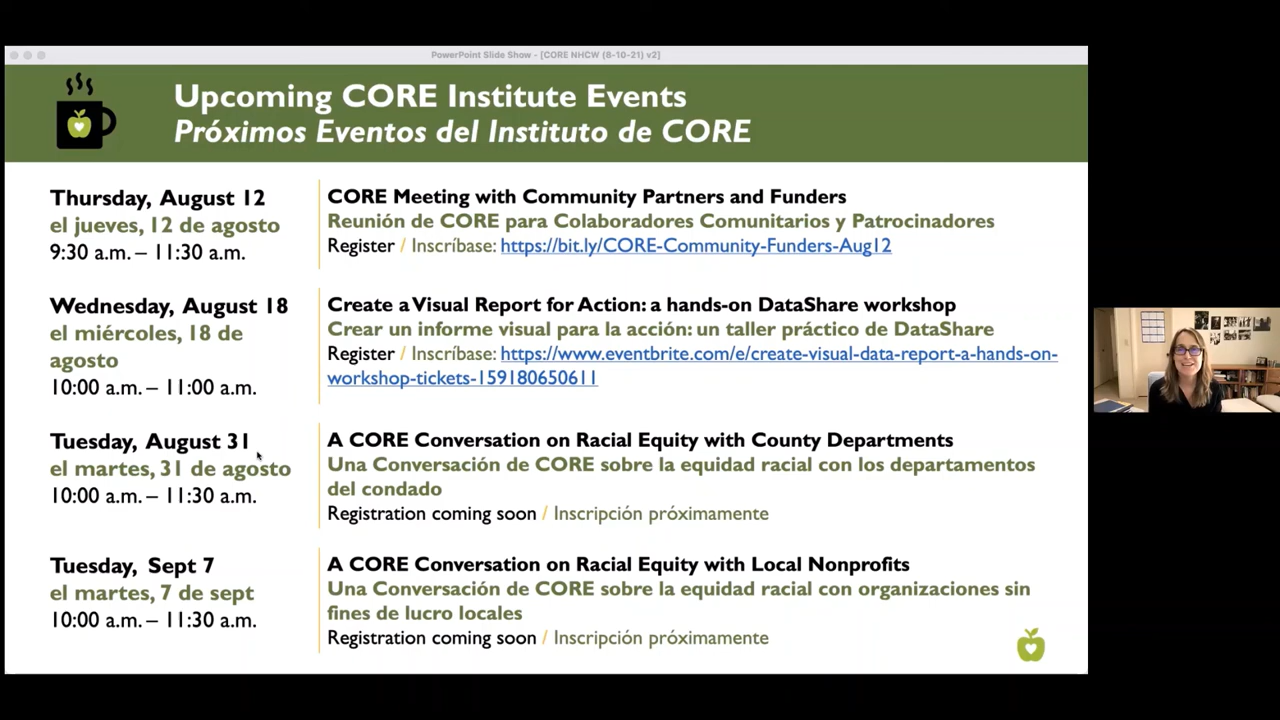 PowerPoint Slide Show - [CORE NHCW (8-10-21) v2]
Upcoming CORE Institute Events
Próximos Eventos del Instituto de CORE
Thursday, August 12
el jueves, 12 de agosto
9:30 a.m. – 11:30 a.m.
CORE Meeting with Community Partners and Funders
Reunión de CORE para Colaboradores Comunitarios y Patrocinadores
Register / Inscríbase: https://bit.ly/CORE-Community-Funders-Aug12
Wednesday, August 18
el miércoles, 18 de
agosto
10:00 a.m. – 11:00 a.m.
Create a Visual Report for Action: a hands-on DataShare workshop
Crear un informe visual para la acción: un taller práctico de DataShare
Register / Inscríbase: https://www.eventbrite.com/e/create-visual-data-report-a-hands-on-
workshop-tickets-159180650611
Tuesday, August 31
el martes, 31 de agosto
10:00 a.m. – 11:30 a.m.
A CORE Conversation on Racial Equity with County Departments
Una Conversación de CORE sobre la equidad racial con los departamentos
del condado
Registration coming soon / Inscripción próximamente
Tuesday, Sept 7
el martes, 7 de sept
10:00 a.m. – 11:30 a.m.
A CORE Conversation on Racial Equity with Local Nonprofits
Una Conversación de CORE sobre la equidad racial con organizaciones sin
fines de lucro locales
Registration coming soon / Inscripción próximamente